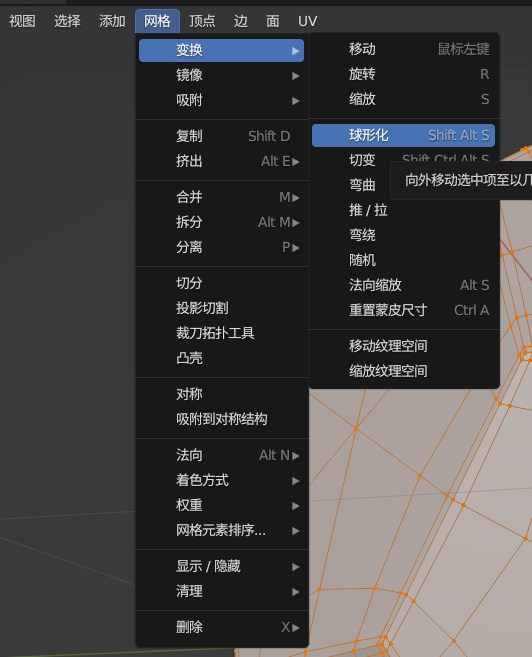 视图 选择 添加 网格 顶点 边 面 UV
变换
镜像
吸附
复制 Shift D
挤出 Alt E
合并 M
拆分 Alt M
分离 P
切分
投影切割
裁刀拓扑工具
凸壳
对称
吸附到对称结构
法向 Alt N
着色方式
权重
网格元素排序...
显示 / 隐藏
清理
删除 X
移动 鼠标左键
旋转 R
缩放 S
球形化 Shift Alt S
切变 Shift Ctrl Alt S
弯曲
推 / 拉
弯绕
随机
法向缩放 Alt S
重置蒙皮尺寸 Ctrl A
移动纹理空间
缩放纹理空间
向外移动选中项至以几